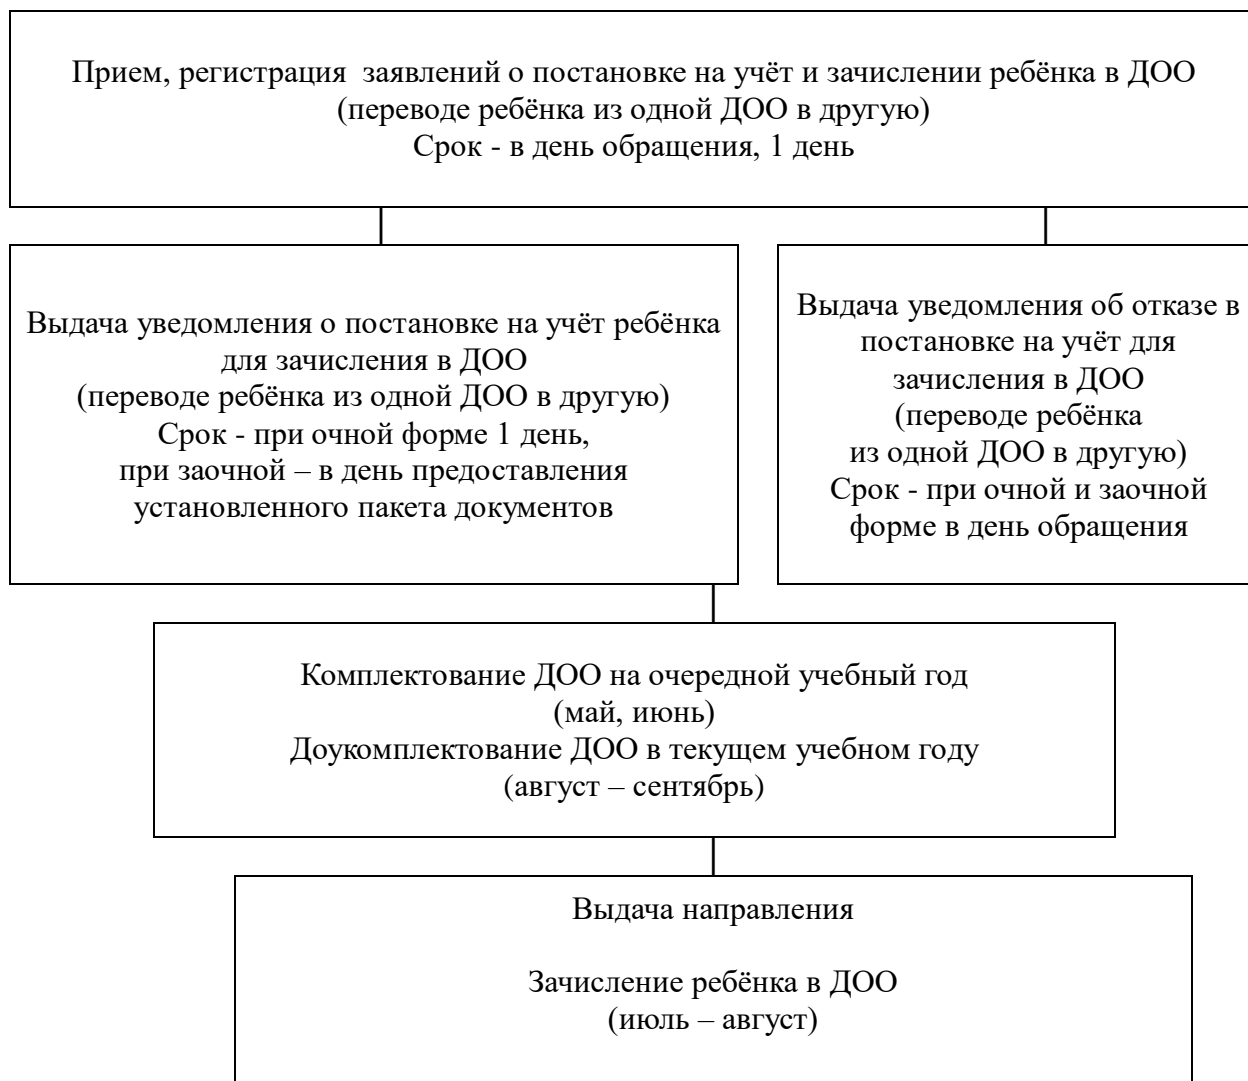 Прием, регистрация  заявлений о постановке на учёт и зачислении ребёнка в ДОО
(переводе ребёнка из одной ДОО в другую)
Срок - в день обращения, 1 день
Выдача уведомления о постановке на учёт ребёнка
для зачисления в ДОО
(переводе ребёнка из одной ДОО в другую)
Срок - при очной форме 1 день,
при заочной – в день предоставления
установленного пакета документов
Выдача уведомления об отказе в
постановке на учёт для
зачисления в ДОО
(переводе ребёнка
из одной ДОО в другую)
Срок - при очной и заочной
форме в день обращения
Комплектование ДОО на очередной учебный год
(май, июнь)
Доукомплектование ДОО в текущем учебном году
(август – сентябрь)
Выдача направления
Зачисление ребёнка в ДОО
(июль – август)